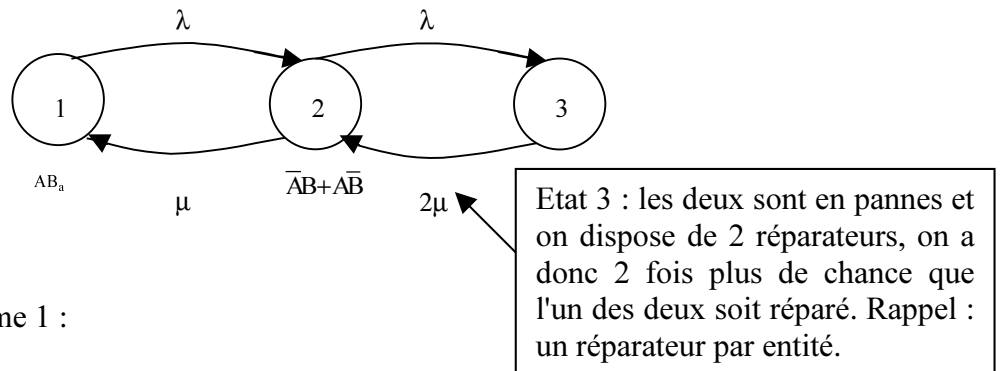 λ λ
1 2 3
ABₐ
μ
A̅B+AB̅
2μ
Etat 3 : les deux sont en pannes et
on dispose de 2 réparateurs, on a
donc 2 fois plus de chance que
l'un des deux soit réparé. Rappel :
un réparateur par entité.
ne 1 :